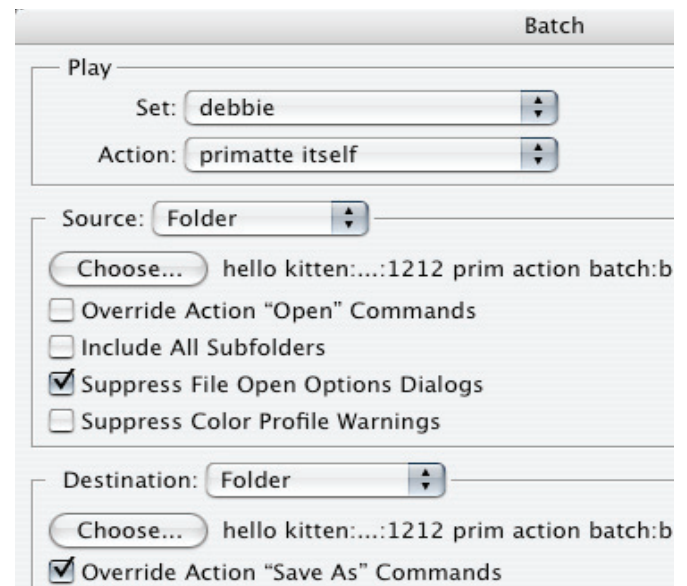 Batch
Play
Set: debbie
Action: primatte itself
Source: Folder
Choose... hello kitten:...:1212 prim action batch:b
Override Action “Open” Commands
Include All Subfolders
Suppress File Open Options Dialogs
Suppress Color Profile Warnings
Destination: Folder
Choose... hello kitten:...:1212 prim action batch:b
Override Action “Save As” Commands